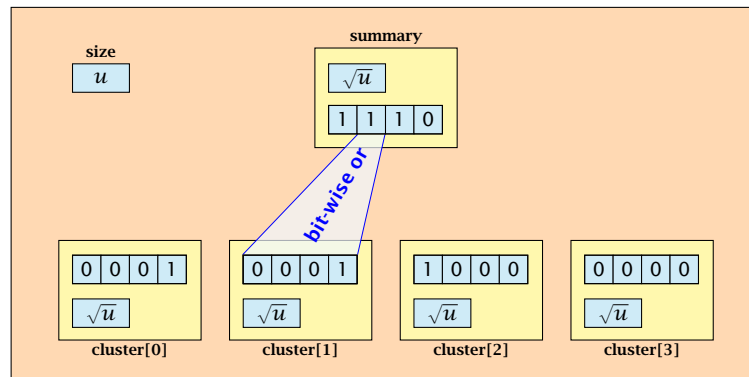 summary
size
u
√u
1 1 1 0
bit-wise or
0 0 0 1
0 0 0 1
1 0 0 0
0 0 0 0
√u
√u
√u
√u
cluster[0]
cluster[1]
cluster[2]
cluster[3]